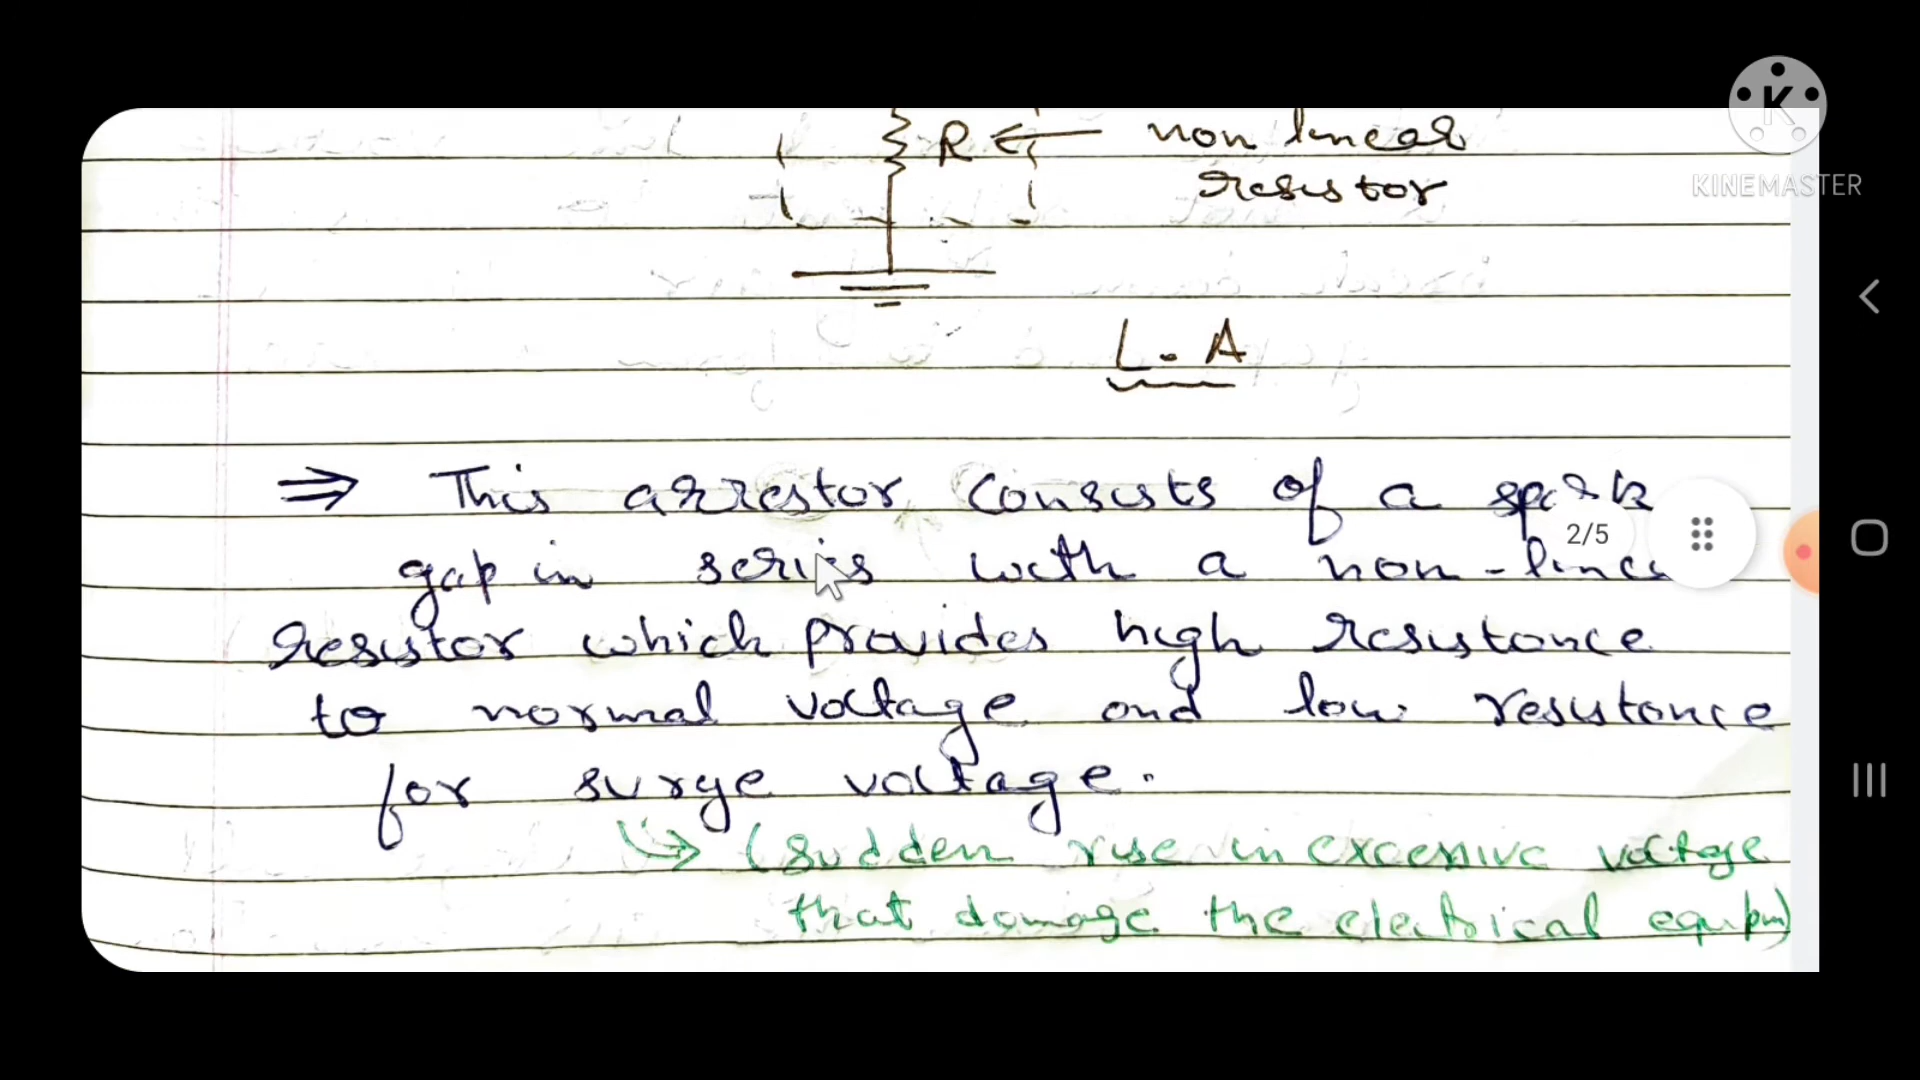 R ← non linear
resistor
KINEMASTER
L.A
⇒ This arrestor consists of a spark
2/5
gap in series with a non-linea
resistor which provides high resistance
to normal voltage and low resistance
for surge voltage.
↳ (sudden rise in excessive voltage
that damage the electrical equipm)